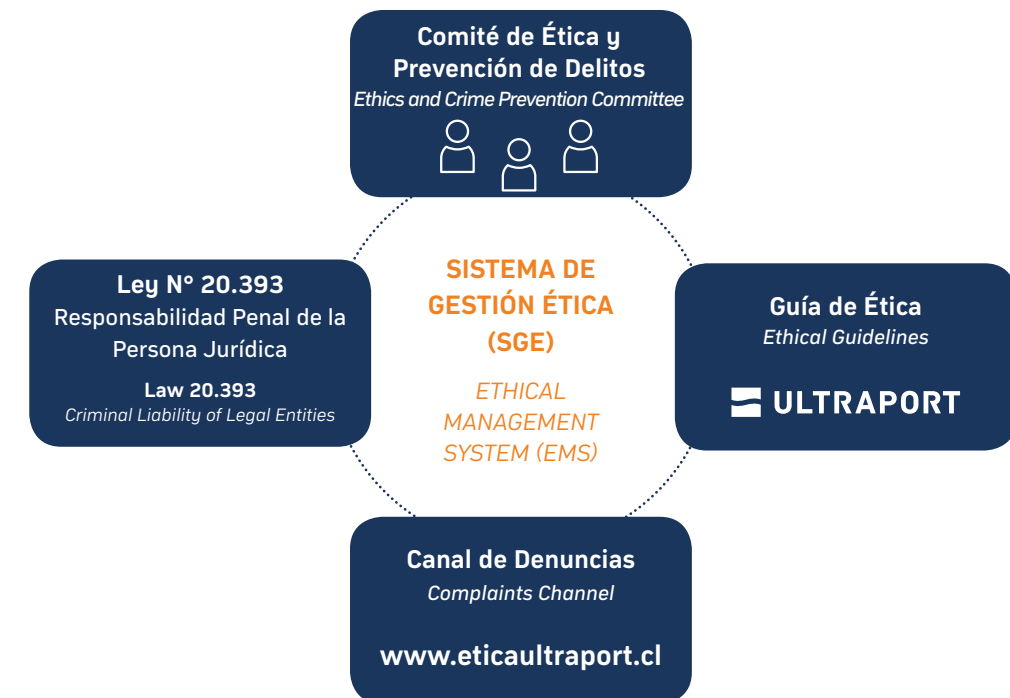 Comité de Ética y
Prevención de Delitos
Ethics and Crime Prevention Committee
Ley N° 20.393
Responsabilidad Penal de la
Persona Jurídica
Law 20.393
Criminal Liability of Legal Entities
SISTEMA DE
GESTIÓN ÉTICA
(SGE)
ETHICAL
MANAGEMENT
SYSTEM (EMS)
Guía de Ética
Ethical Guidelines
ULTRAPORT
Canal de Denuncias
Complaints Channel
www.eticaultraport.cl